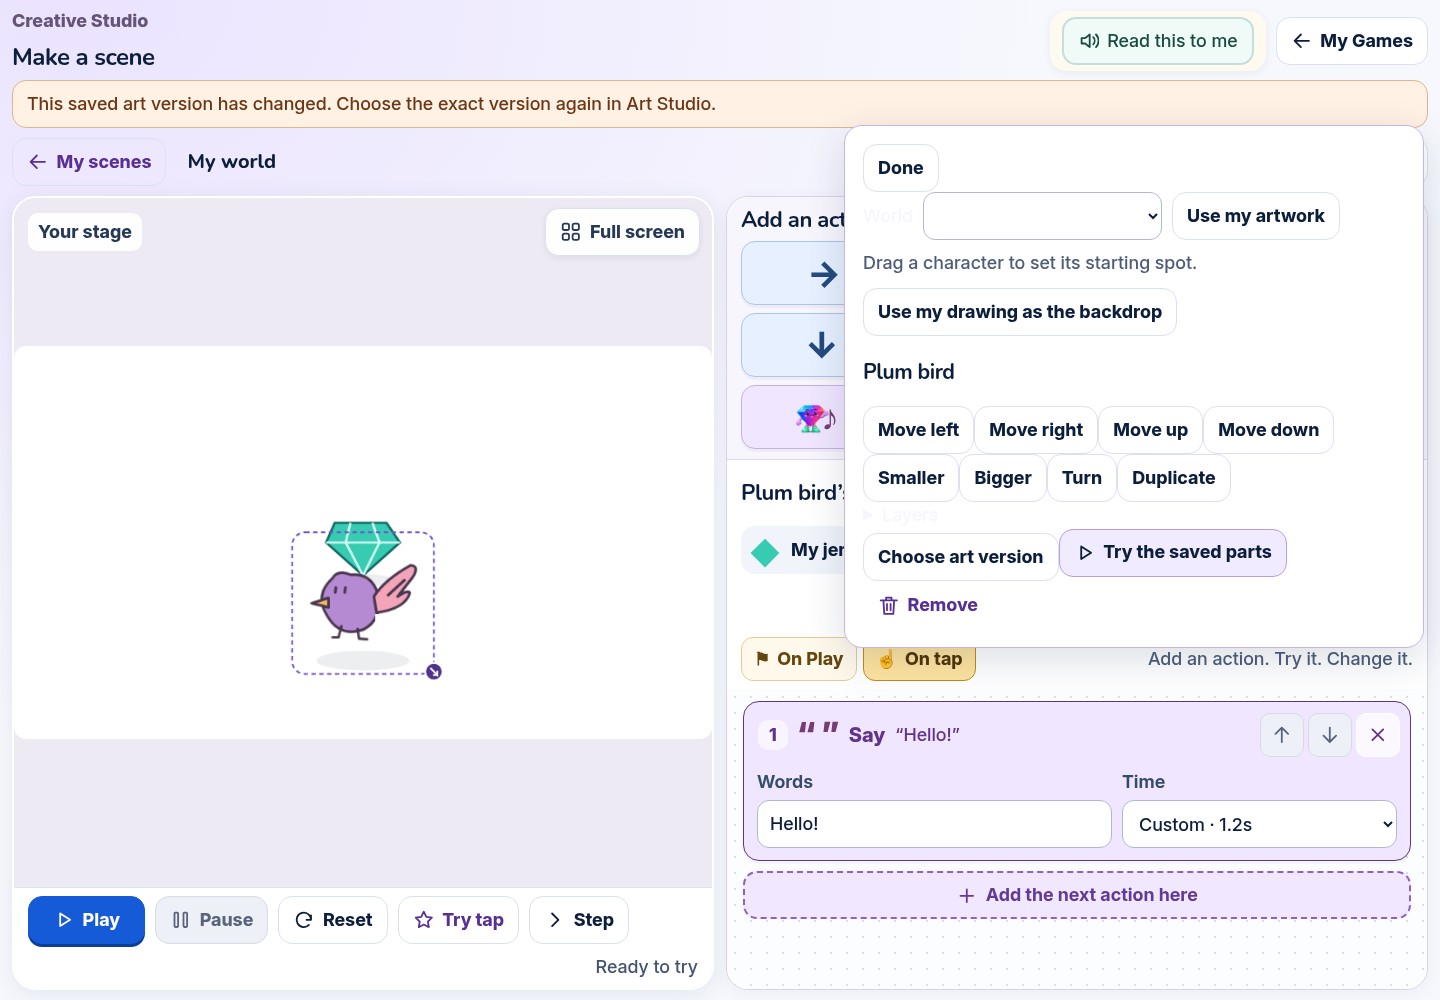 Creative Studio
Make a scene
Read this to me
My Games
This saved art version has changed. Choose the exact version again in Art Studio.
My scenes
My world
Your stage
Full screen
Play
Pause
Reset
Try tap
Step
Ready to try
Add an act
Plum bird’s
My jer
On Play
On tap
Add an action. Try it. Change it.
1
Say “Hello!”
Words
Time
Hello!
Custom · 1.2s
Add the next action here
Done
World
Use my artwork
Drag a character to set its starting spot.
Use my drawing as the backdrop
Plum bird
Move left
Move right
Move up
Move down
Smaller
Bigger
Turn
Duplicate
Layers
Choose art version
Try the saved parts
Remove